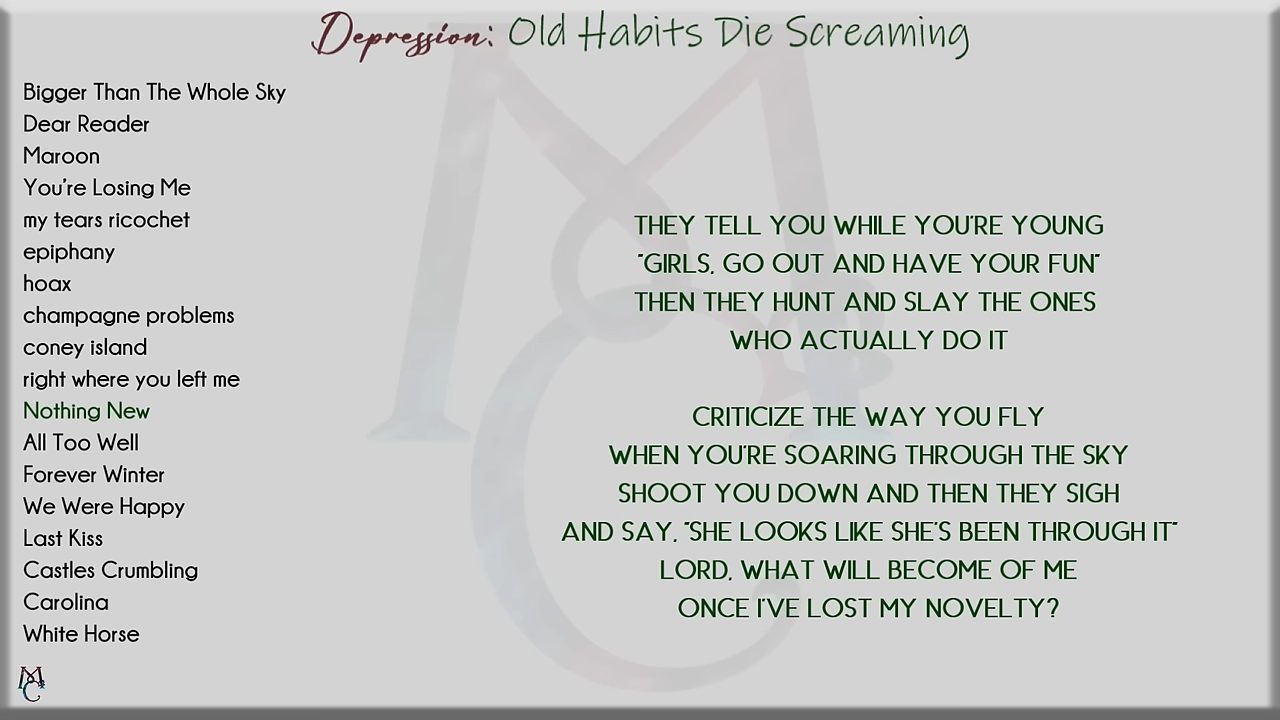 Depression: Old Habits Die Screaming
Bigger Than The Whole Sky
Dear Reader
Maroon
You're Losing Me
my tears ricochet
epiphany
hoax
champagne problems
coney island
right where you left me
Nothing New
All Too Well
Forever Winter
We Were Happy
Last Kiss
Castles Crumbling
Carolina
White Horse
THEY TELL YOU WHILE YOU'RE YOUNG
"GIRLS, GO OUT AND HAVE YOUR FUN"
THEN THEY HUNT AND SLAY THE ONES
WHO ACTUALLY DO IT
CRITICIZE THE WAY YOU FLY
WHEN YOU'RE SOARING THROUGH THE SKY
SHOOT YOU DOWN AND THEN THEY SIGH
AND SAY, "SHE LOOKS LIKE SHE'S BEEN THROUGH IT"
LORD, WHAT WILL BECOME OF ME
ONCE I'VE LOST MY NOVELTY?